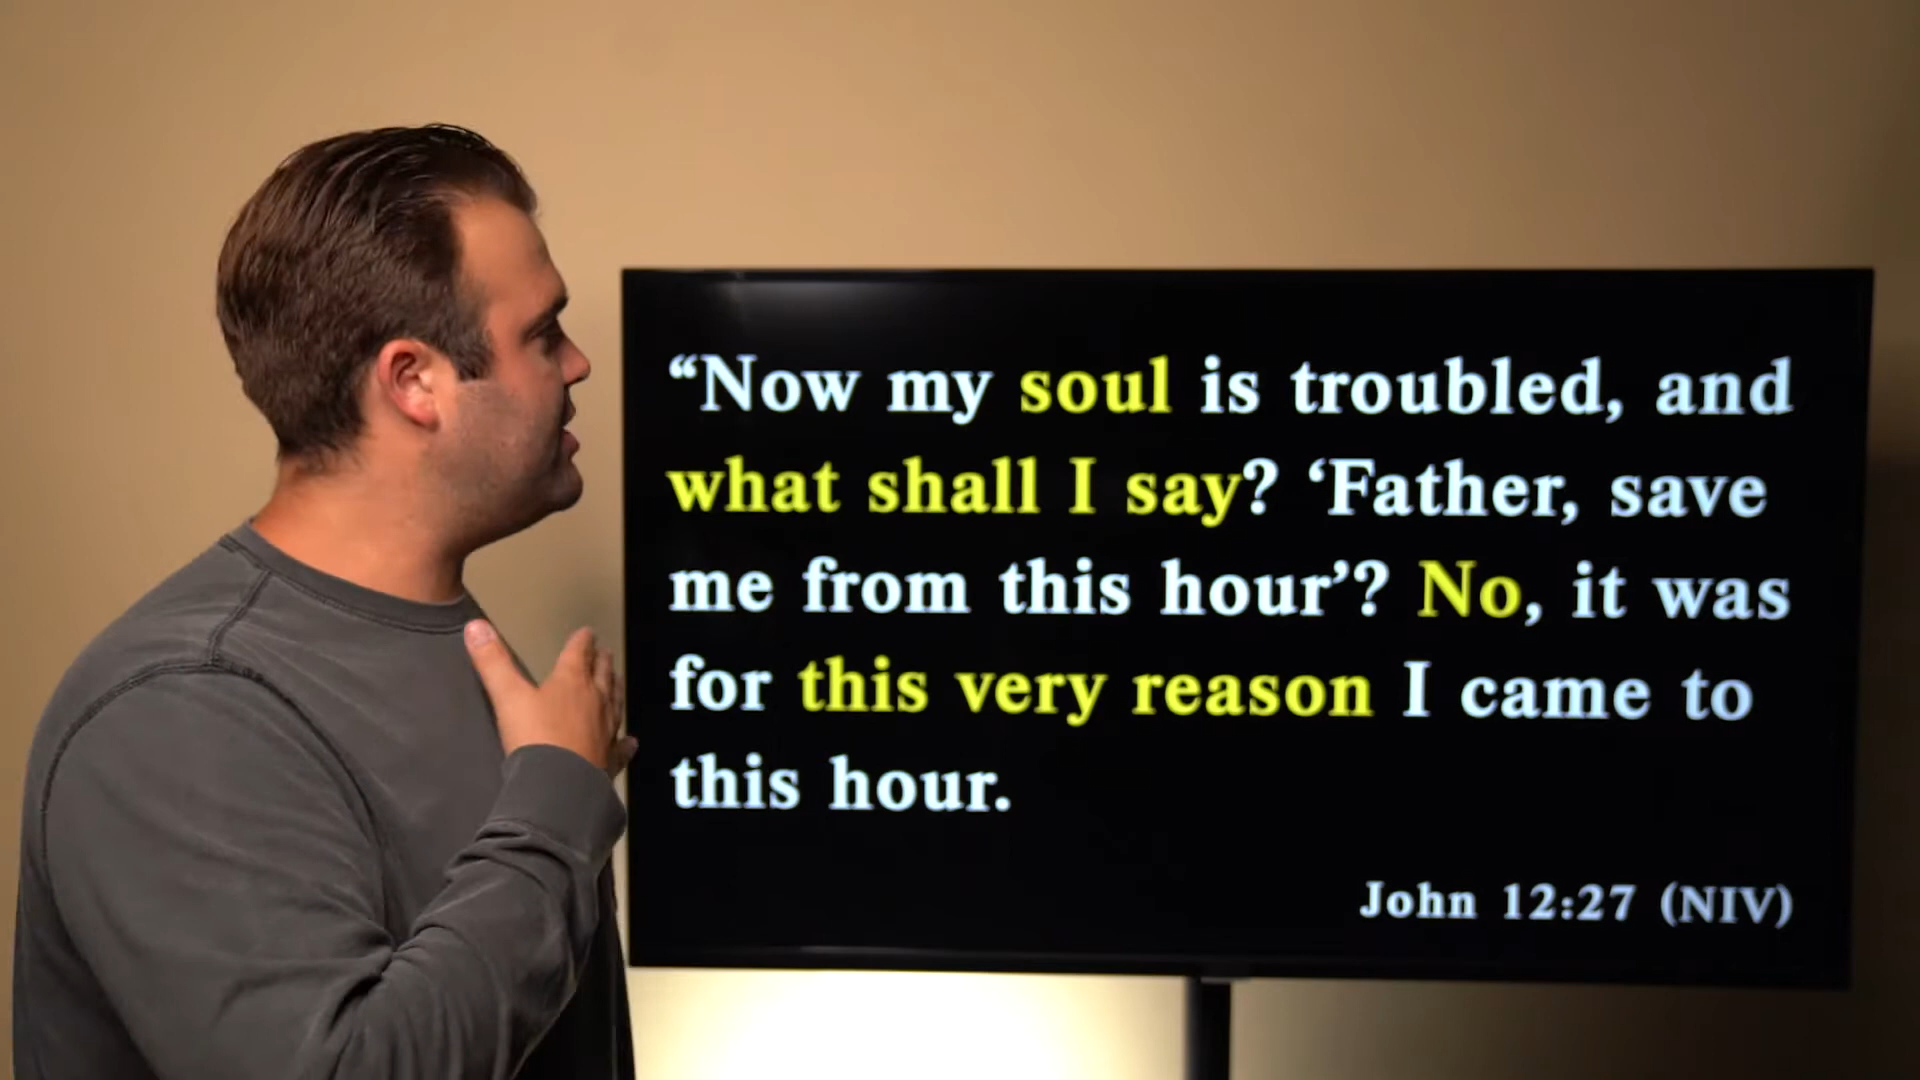 “Now my soul is troubled, and
what shall I say? ‘Father, save
me from this hour’? No, it was
for this very reason I came to
this hour.
John 12:27 (NIV)